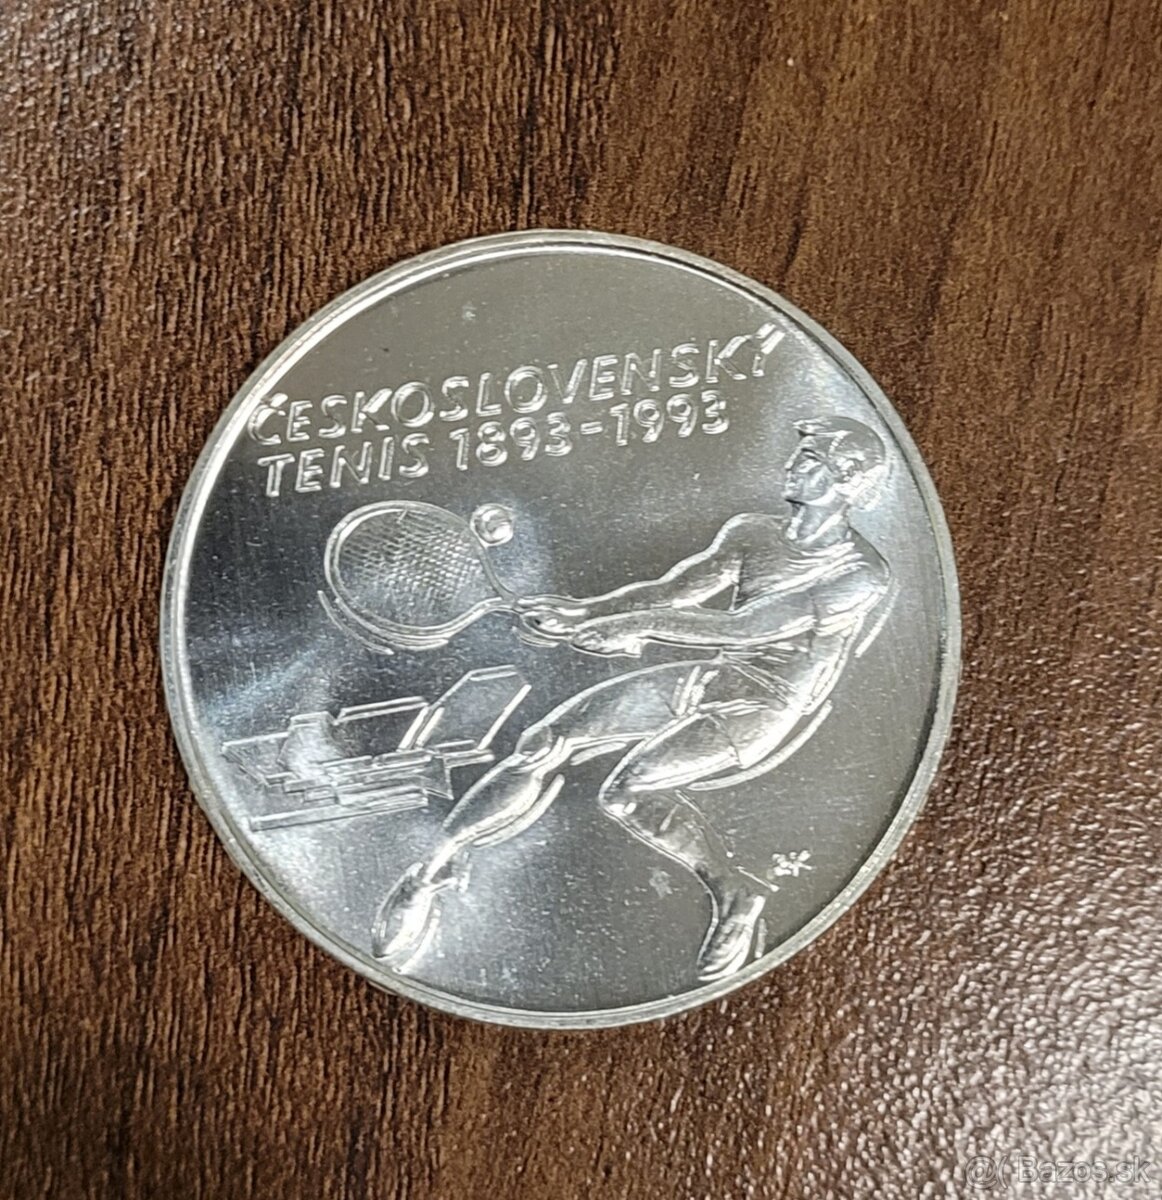 ČESKOSLOVENSKÝ
TENIS 1893-1993
@( Bazos.sk